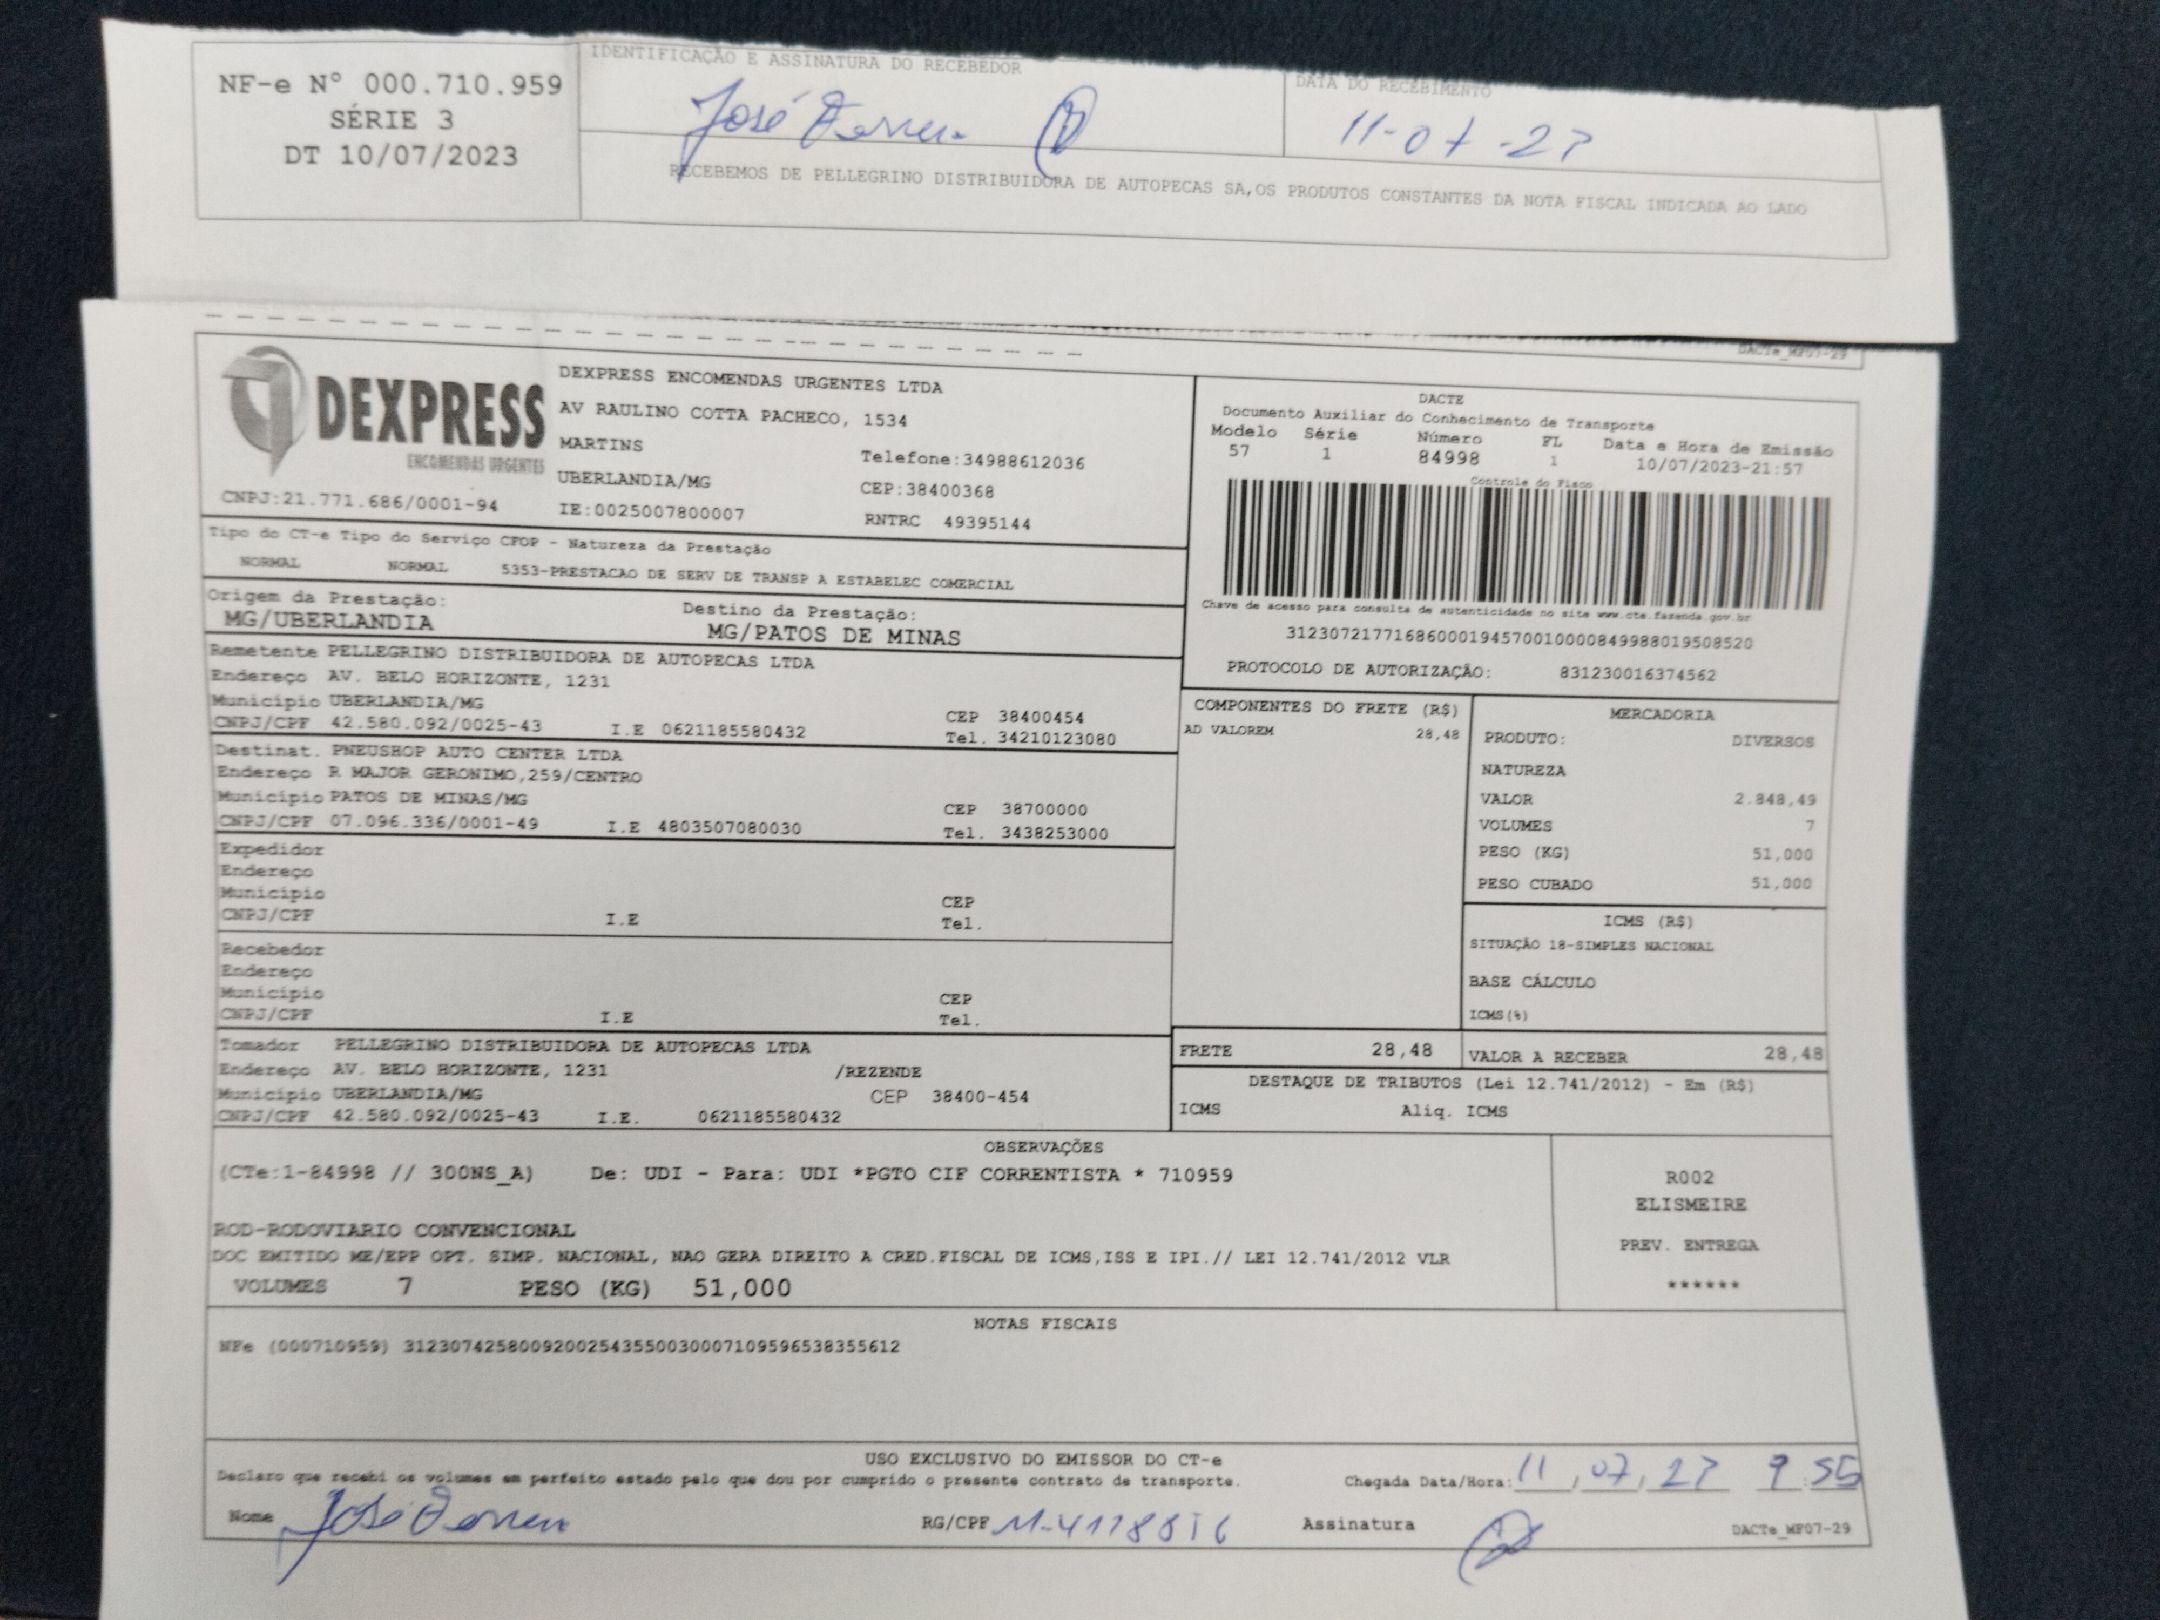 NF-e Nº 000.710.959
SÉRIE 3
DT 10/07/2023
IDENTIFICAÇÃO E ASSINATURA DO RECEBEDOR
José
DATA DO RECEBIMENTO
11-07-23
RECEBEMOS DE PELLEGRINO DISTRIBUIDORA DE AUTOPECAS SA,OS PRODUTOS CONSTANTES DA NOTA FISCAL INDICADA AO LADO
DACTe_MF07-29
DEXPRESS
ENCOMENDAS URGENTES
CNPJ:21.771.686/0001-94
DEXPRESS ENCOMENDAS URGENTES LTDA
AV RAULINO COTTA PACHECO, 1534
MARTINS
Telefone:34988612036
UBERLANDIA/MG
CEP:38400368
IE:0025007800007
RNTRC 49395144
DACTE
Documento Auxiliar do Conhecimento de Transporte
Modelo Série Número FL Data e Hora de Emissão
57 1 84998 1 10/07/2023-21:57
Controle do Fisco
Chave de acesso para consulta de autenticidade no site www.cte.fazenda.gov.br
31230721771686000194570010000849988019508520
PROTOCOLO DE AUTORIZAÇÃO: 831230016374562
Tipo do CT-e Tipo do Serviço CFOP - Natureza da Prestação
NORMAL NORMAL 5353-PRESTACAO DE SERV DE TRANSP A ESTABELEC COMERCIAL
Origem da Prestação: Destino da Prestação:
MG/UBERLANDIA MG/PATOS DE MINAS
Remetente PELLEGRINO DISTRIBUIDORA DE AUTOPECAS LTDA
Endereço AV. BELO HORIZONTE, 1231
Município UBERLANDIA/MG CEP 38400454
CNPJ/CPF 42.580.092/0025-43 I.E 0621185580432 Tel. 34210123080
Destinat. PNEUSHOP AUTO CENTER LTDA
Endereço R MAJOR GERONIMO,259/CENTRO
Município PATOS DE MINAS/MG CEP 38700000
CNPJ/CPF 07.096.336/0001-49 I.E 4803507080030 Tel. 3438253000
Expedidor
Endereço
Município CEP
CNPJ/CPF I.E Tel.
Recebedor
Endereço
Município CEP
CNPJ/CPF I.E Tel.
Tomador PELLEGRINO DISTRIBUIDORA DE AUTOPECAS LTDA
Endereço AV. BELO HORIZONTE, 1231 /REZENDE
Município UBERLANDIA/MG CEP 38400-454
CNPJ/CPF 42.580.092/0025-43 I.E. 0621185580432
COMPONENTES DO FRETE (R$)
AD VALOREM 28,48
MERCADORIA
PRODUTO: DIVERSOS
NATUREZA
VALOR 2.848,49
VOLUMES 7
PESO (KG) 51,000
PESO CUBADO 51,000
ICMS (R$)
SITUAÇÃO 18-SIMPLES NACIONAL
BASE CÁLCULO
ICMS(%)
FRETE 28,48 VALOR A RECEBER 28,48
DESTAQUE DE TRIBUTOS (Lei 12.741/2012) - Em (R$)
ICMS Aliq. ICMS
OBSERVAÇÕES
(CTe:1-84998 // 300NS_A) De: UDI - Para: UDI *PGTO CIF CORRENTISTA * 710959
ROD-RODOVIARIO CONVENCIONAL
DOC EMITIDO ME/EPP OPT. SIMP. NACIONAL, NAO GERA DIREITO A CRED.FISCAL DE ICMS,ISS E IPI.// LEI 12.741/2012 VLR
VOLUMES 7 PESO (KG) 51,000
R002
ELISMEIRE
PREV. ENTREGA
******
NOTAS FISCAIS
NFe (000710959) 31230742580092002543550030007109596538355612
USO EXCLUSIVO DO EMISSOR DO CT-e
Declaro que recebi os volumes em perfeito estado pelo que dou por cumprido o presente contrato de transporte.
Chegada Data/Hora: 11, 07, 23 9:55
Nome José
RG/CPF
Assinatura
DACTe_MF07-29